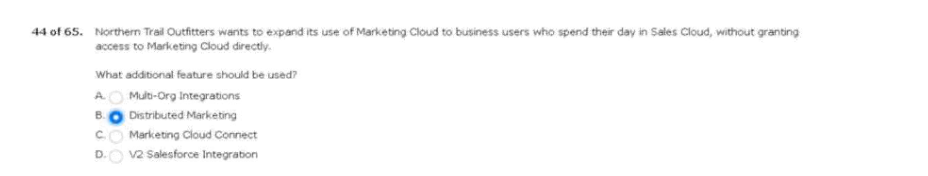 44 of 65. Northern Trail Outfitters wants to expand its use of Marketing Cloud to business users who spend their day in Sales Cloud, without granting
access to Marketing Cloud directly.
What additional feature should be used?
A. Multi-Org Integrations
B. Distributed Marketing
C. Marketing Cloud Connect
D. V2 Salesforce Integration